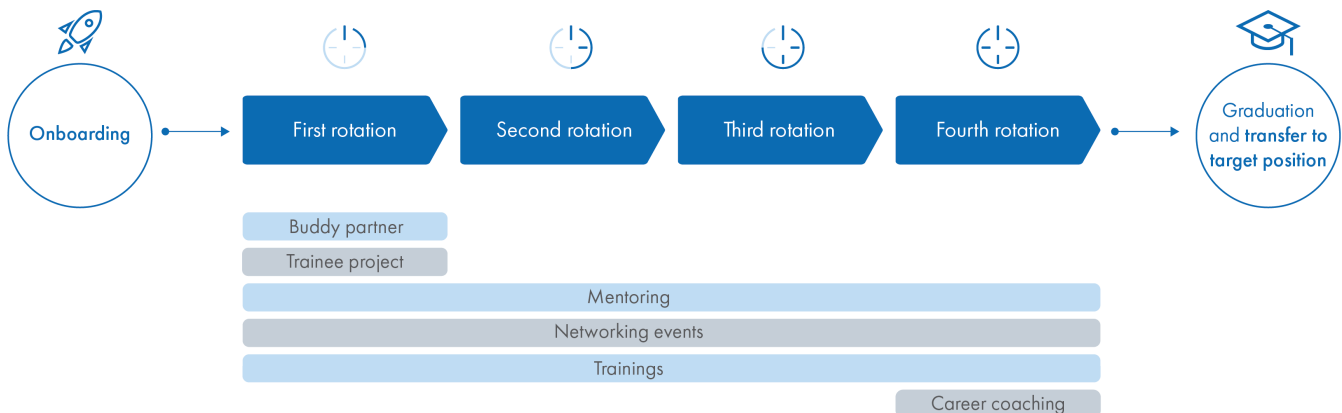 Onboarding
First rotation
Second rotation
Third rotation
Fourth rotation
Graduation
and transfer to
target position
Buddy partner
Trainee project
Mentoring
Networking events
Trainings
Career coaching